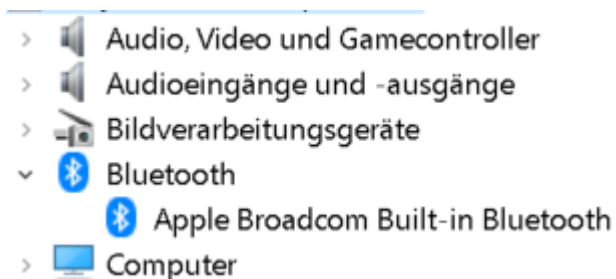 Audio, Video und Gamecontroller
Audioeingänge und -ausgänge
Bildverarbeitungsgeräte
Bluetooth
Apple Broadcom Built-in Bluetooth
Computer